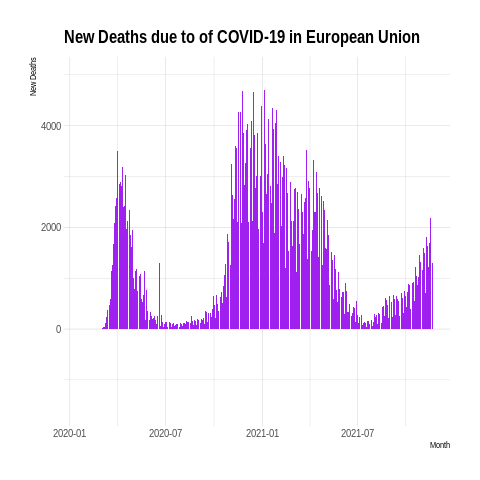 New Deaths due to of COVID-19 in European Union
New Deaths
4000
2000
0
2020-01 2020-07 2021-01 2021-07
Month